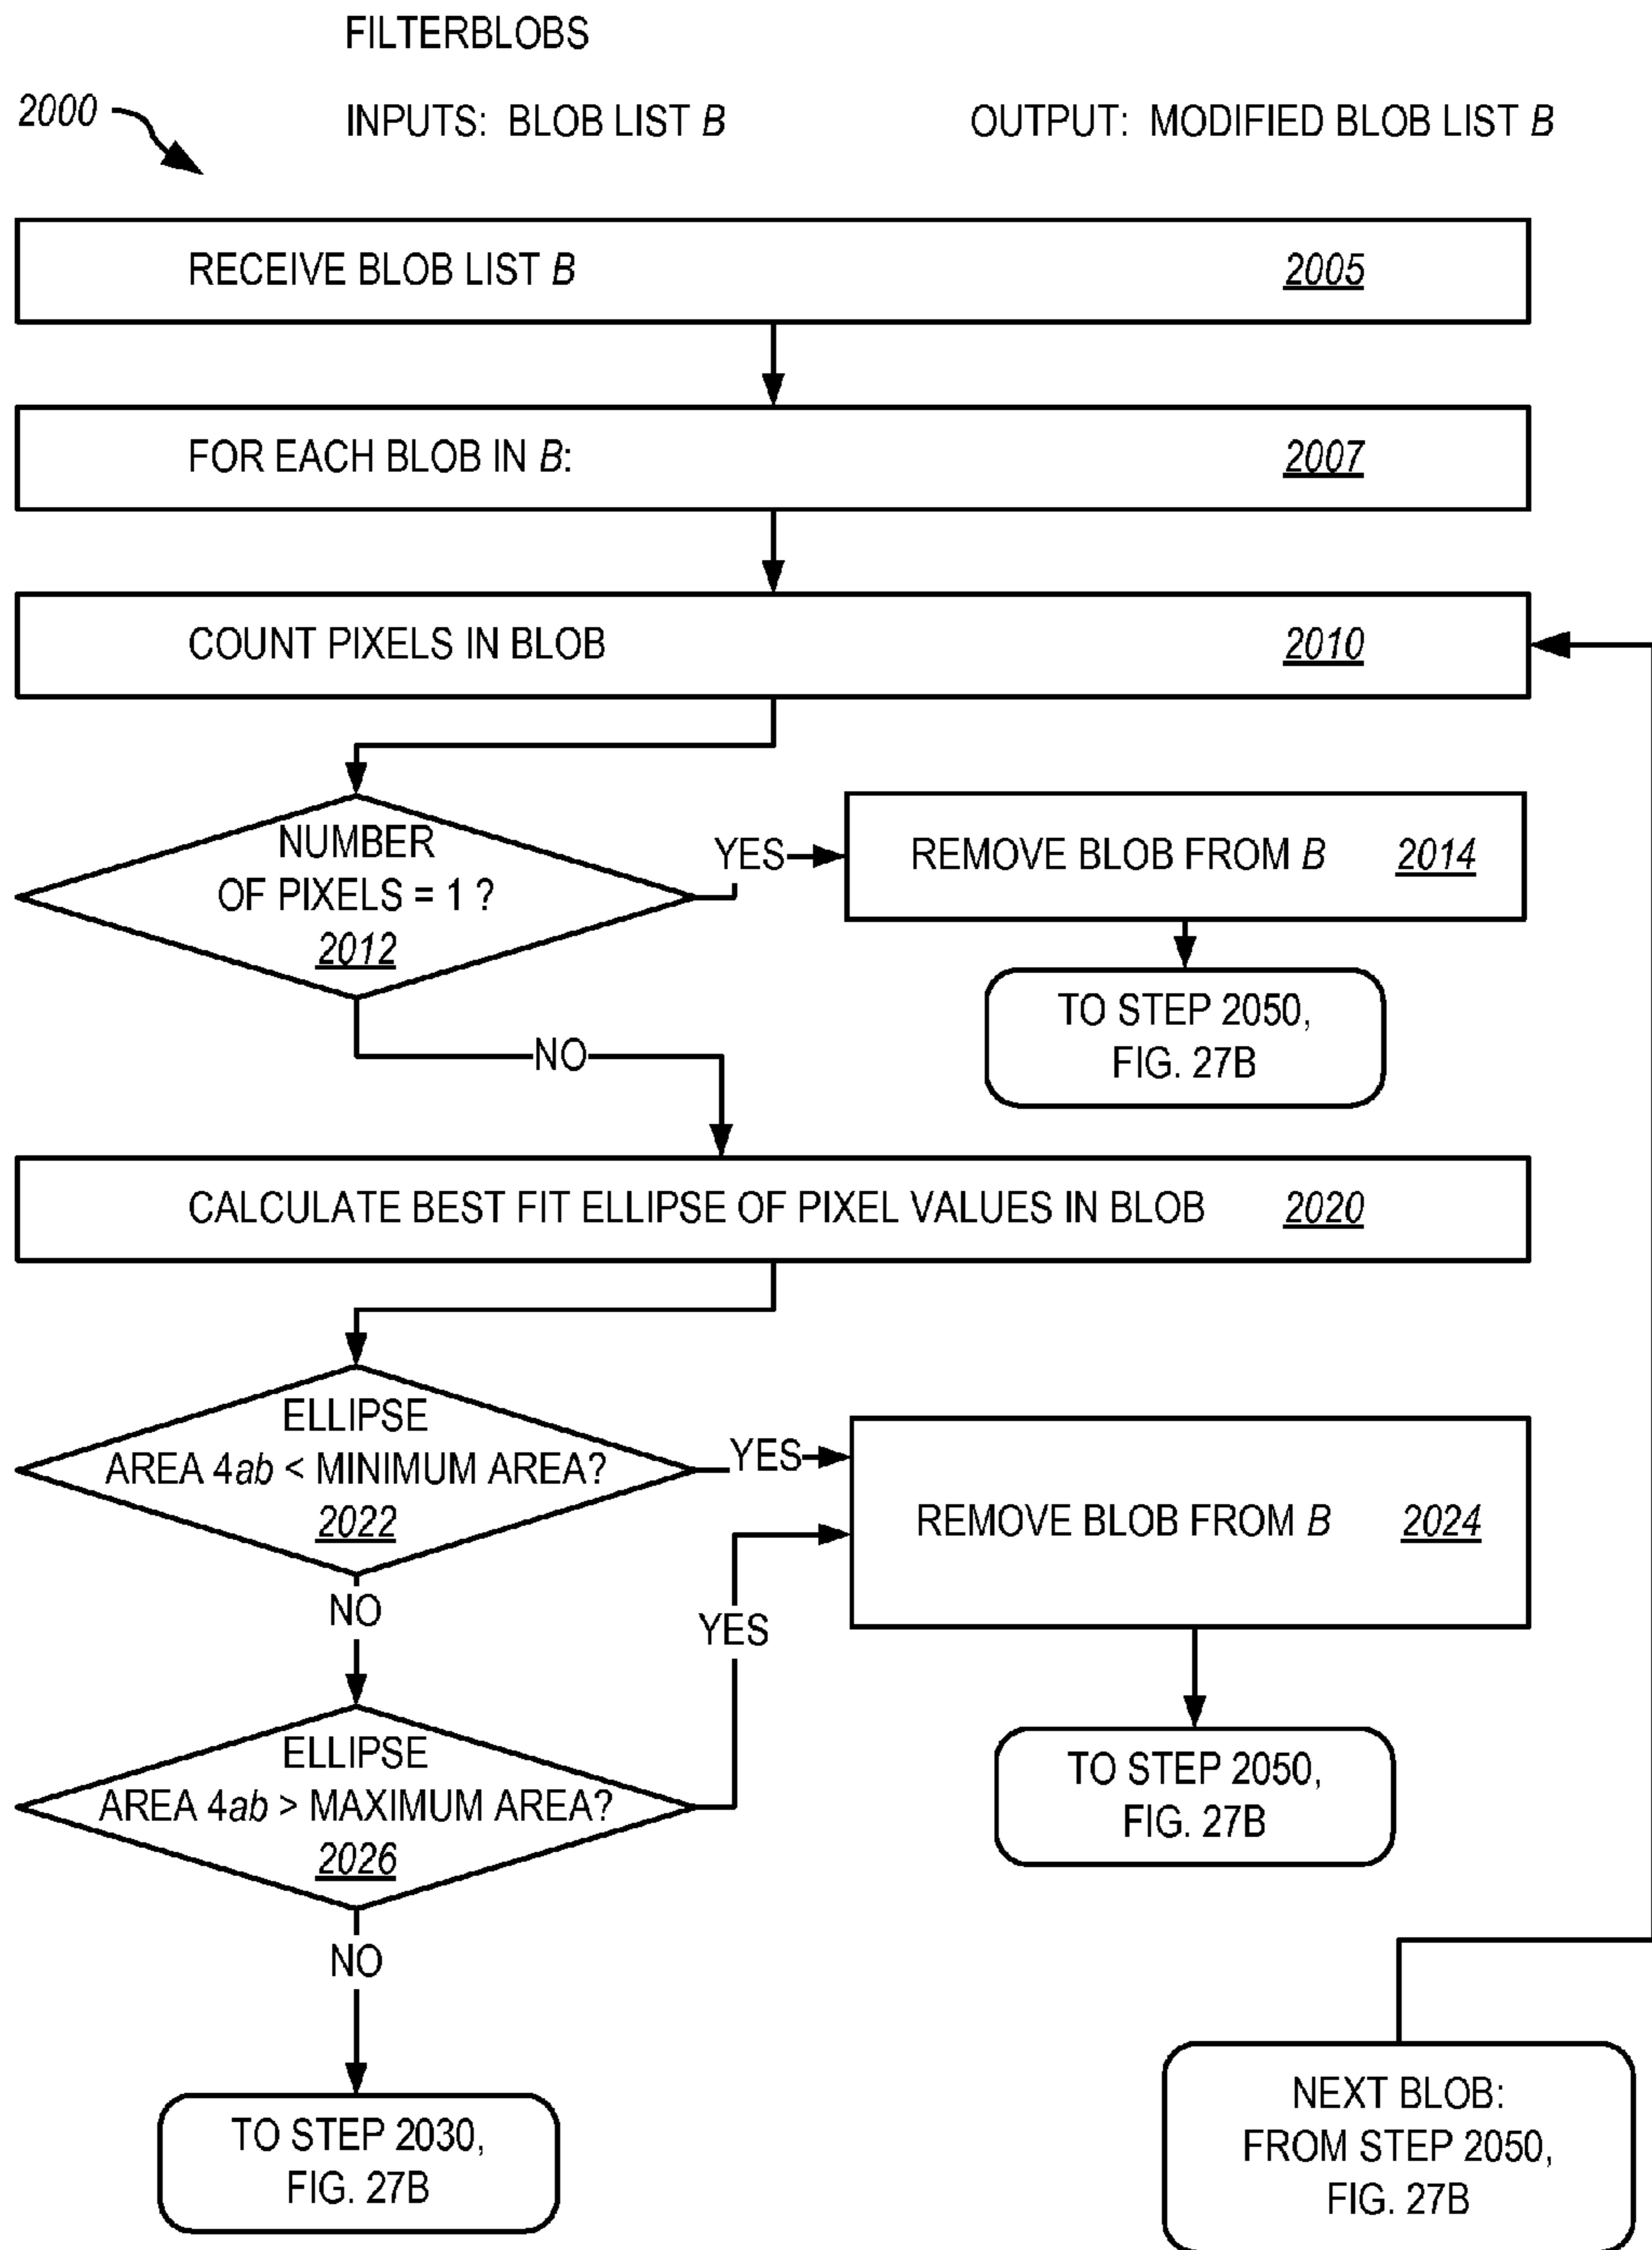 FILTERBLOBS
2000
INPUTS: BLOB LIST B
OUTPUT: MODIFIED BLOB LIST B
RECEIVE BLOB LIST B 2005
FOR EACH BLOB IN B: 2007
COUNT PIXELS IN BLOB 2010
NUMBER
OF PIXELS = 1 ?
2012
YES
REMOVE BLOB FROM B 2014
TO STEP 2050,
FIG. 27B
NO
CALCULATE BEST FIT ELLIPSE OF PIXEL VALUES IN BLOB 2020
ELLIPSE
AREA 4ab < MINIMUM AREA?
2022
YES
REMOVE BLOB FROM B 2024
NO
YES
ELLIPSE
AREA 4ab > MAXIMUM AREA?
2026
TO STEP 2050,
FIG. 27B
NO
TO STEP 2030,
FIG. 27B
NEXT BLOB:
FROM STEP 2050,
FIG. 27B